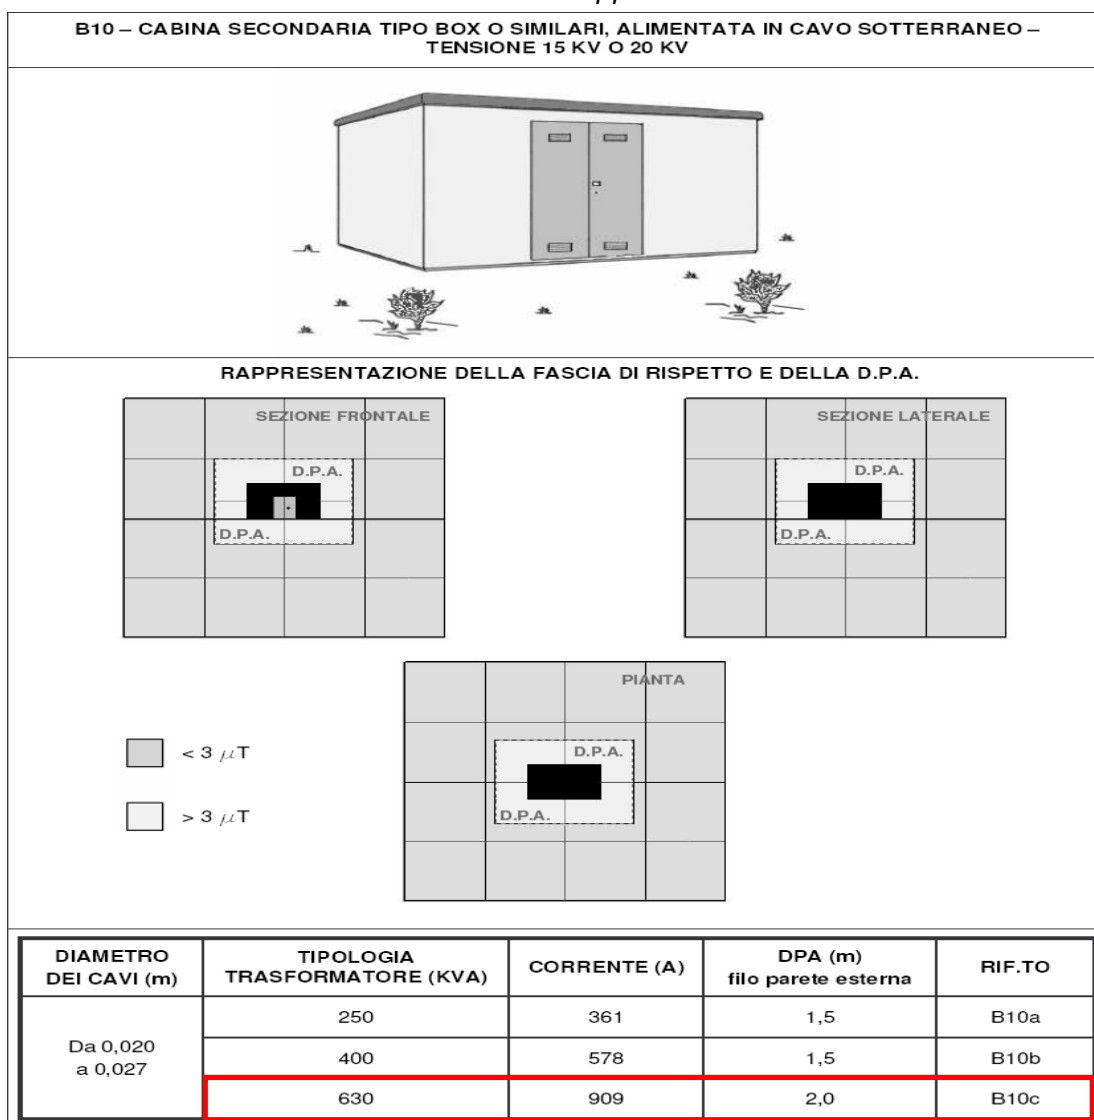 B10 – CABINA SECONDARIA TIPO BOX O SIMILARI, ALIMENTATA IN CAVO SOTTERRANEO –
TENSIONE 15 KV O 20 KV
RAPPRESENTAZIONE DELLA FASCIA DI RISPETTO E DELLA D.P.A.
SEZIONE FRONTALE
D.P.A.
D.P.A.
SEZIONE LATERALE
D.P.A.
D.P.A.
PIANTA
D.P.A.
D.P.A.
< 3 μT
> 3 μT
DIAMETRO
DEI CAVI (m)
TIPOLOGIA
TRASFORMATORE (KVA)
CORRENTE (A)
DPA (m)
filo parete esterna
RIF.TO
Da 0,020
a 0,027
250 361 1,5 B10a
400 578 1,5 B10b
630 909 2,0 B10c